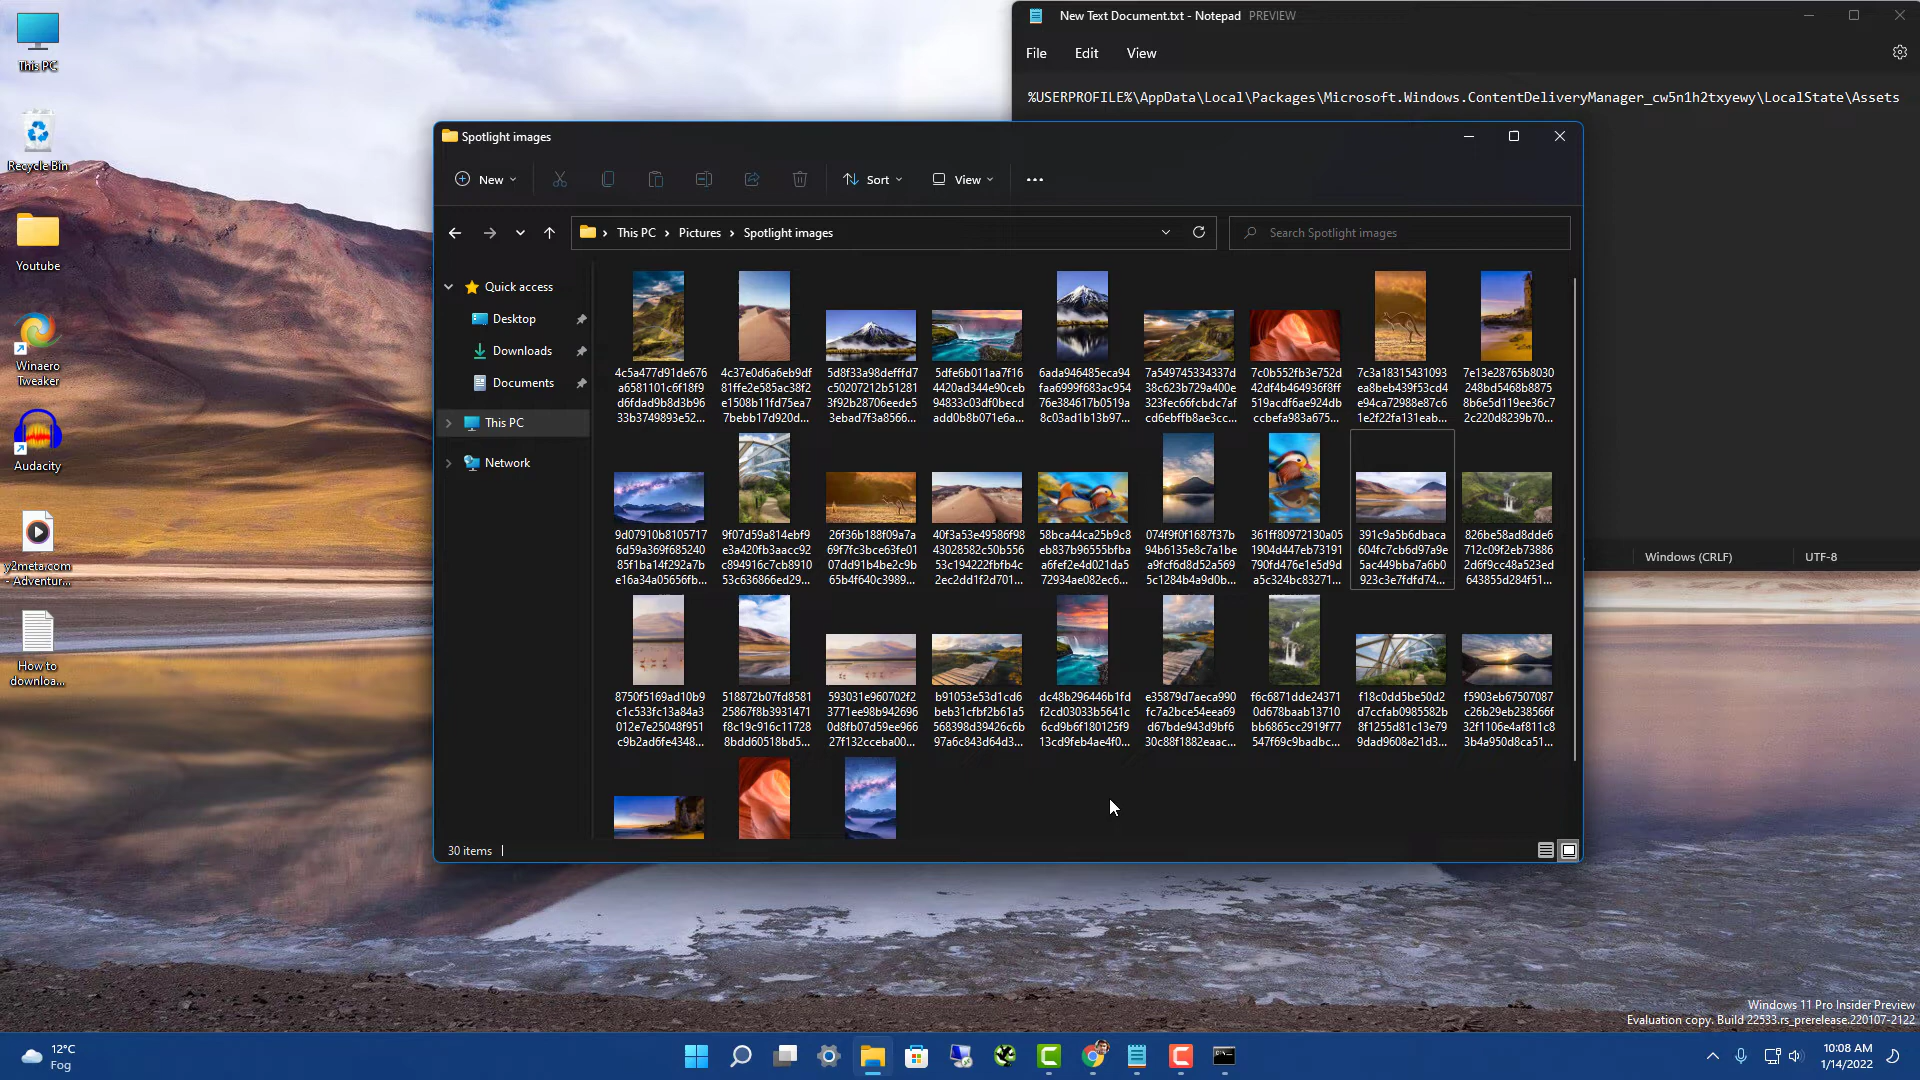 This PC
Recycle Bin
Youtube
Winaero
Tweaker
Audacity
y2meta.com
- Adventur...
How to
downloa...
New Text Document.txt - Notepad PREVIEW
File Edit View
%USERPROFILE%\AppData\Local\Packages\Microsoft.Windows.ContentDeliveryManager_cw5n1h2txyewy\LocalState\Assets
Windows (CRLF) UTF-8
Spotlight images
New Sort View
This PC Pictures Spotlight images
Search Spotlight images
Quick access
Desktop
Downloads
Documents
This PC
Network
4c5a477d91de676
a6581101c6f18f9
d6fdad9b8d3b96
33b3749893e52...
4c37e0d6a6eb9df
81ffe2e585ac38f2
e1508b11fd75ea7
7bebb17d920d...
5d8f33a98defffd7
c50207212b51281
3f92b28706eede5
3ebad7f3a8566...
5dfe6b011aa7f16
4420ad344e90ceb
94833c03df0becd
add0b8b071e6a...
6ada946485eca94
faa6999f683ac954
76e384617b0519a
8c03ad1b13b97...
7a549745334337d
38c623b729a400e
323fec66fcbdc7af
cd6ebffb8ae3cc...
7c0b552fb3e752d
42df4b464936f8ff
519acdf6ae924db
ccbefa983a675...
7c3a18315431093
ea8beb439f53cd4
e94ca72988e87c6
1e2f22fa131eab...
7e13e28765b8030
248bd5468b8875
8b6e5d119ee36c7
2c220d8239b70...
9d07910b8105717
6d59a369f685240
85f1ba14f292a7b
e16a34a05656fb...
9f07d59a814ebf9
e3a420fb3aacc92
c894916c7cb8910
53c636866ed29...
26f36b188f09a7a
69f7fc3bce63fe01
07dd91b4be2c9b
65b4f640c3989...
40f3a53e49586f98
43028582c50b556
53c194222fbfb4c
2ec2dd1f2d701...
58bca44ca25b9c8
eb837b96555bfba
a6fef2e4d021da5
72934ae082ec6...
074f9f0f1687f37b
94b6135e8c7a1be
a9fcf6d8d52a569
5c1284b4a9d0b...
361ff80972130a05
1904d447eb73191
790fd476e1e5d9d
a5c324bc83271...
391c9a5b6dbaca
604fc7cb6d97a9e
5ac449bba7a6b0
923c3e7fdfd74...
826be58ad8dde6
712c09f2eb73886
2d6f9cc48a523ed
643855d284f51...
8750f5169ad10b9
c1c533fc13a84a3
012e7e25048f951
c9b2ad6fe4348...
518872b07fd8581
25867f8b3931471
f8c19c916c11728
8bdd60518bd5...
593031e960702f2
3771ee98b942696
0d8fb07d59ee966
27f132cceba00...
b91053e53d1cd6
beb31cfbf2b61a5
568398d39426c6b
97a6c843d64d3...
dc48b296446b1fd
f2cd03033b5641c
6cd9b6f180125f9
13cd9feb4ae4f0...
e35879d7aeca990
fc7a2bce54eea69
d67bde943d9bf6
30c88f1882eaac...
f6c6871dde24371
0d678baab13710
bb6865cc2919f77
547f69c9badbc...
f18c0dd5be50d2
d7ccfab0985582b
8f1255d81c13e79
9dad9608e21d3...
f5903eb67507087
c26b29eb238566f
32f1106e4af811c8
3b4a950d8ca51...
30 items
Windows 11 Pro Insider Preview
Evaluation copy. Build 22533.rs_prerelease.220107-2122
12°C
Fog
10:08 AM
1/14/2022